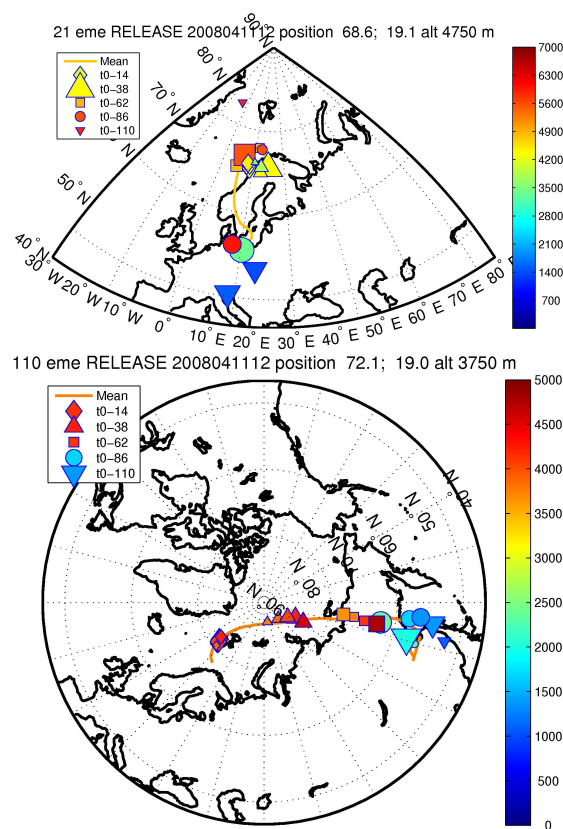 21 eme RELEASE 2008041112 position 68.6; 19.1 alt 4750 m
Mean
t0-14
t0-38
t0-62
t0-86
t0-110
90° N
80° N
70° N
50° N
40° N
30° W
20° W
10° W
0°
10° E
20° E
30° E
40° E
50° E
60° E
70° E
80° E
7000
6300
5600
4900
4200
3500
2800
2100
1400
700
110 eme RELEASE 2008041112 position 72.1; 19.0 alt 3750 m
Mean
t0-14
t0-38
t0-62
t0-86
t0-110
40 N
50 N
60 N
80 N
90 N
5000
4500
4000
3500
3000
2500
2000
1500
1000
500
0